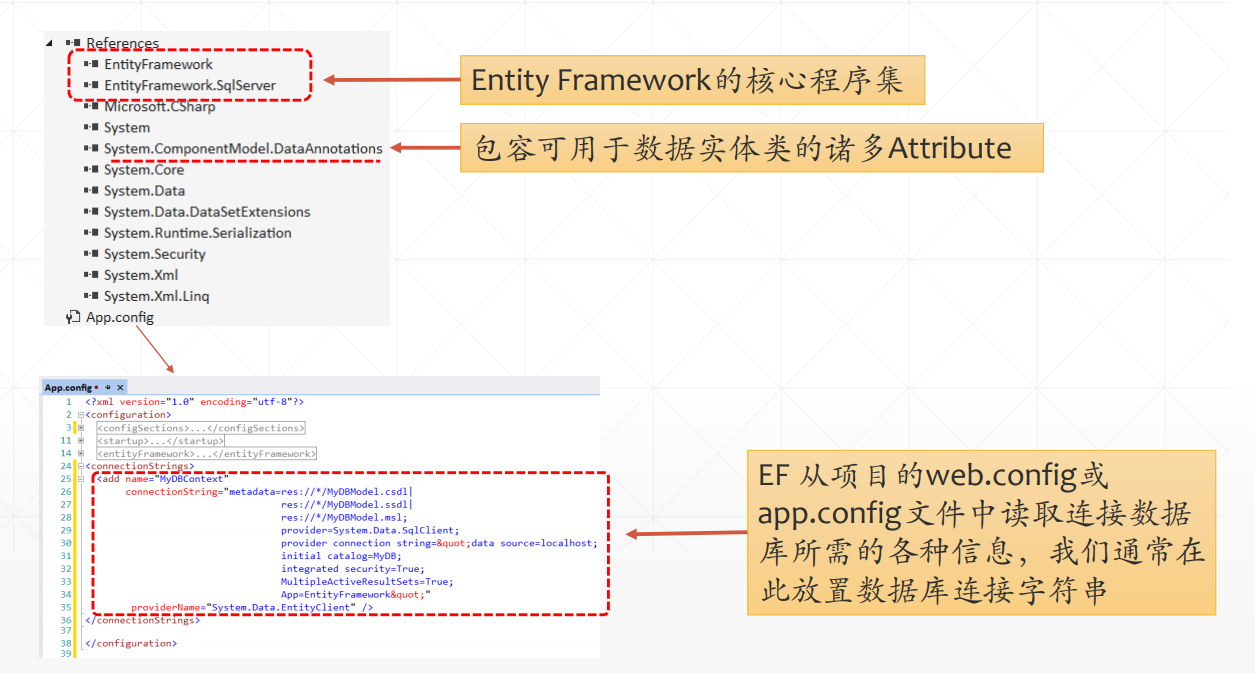 References
EntityFramework
EntityFramework.SqlServer
Microsoft.CSharp
System
System.ComponentModel.DataAnnotations
System.Core
System.Data
System.Data.DataSetExtensions
System.Runtime.Serialization
System.Security
System.Xml
System.Xml.Linq
App.config
Entity Framework的核心程序集
包容可用于数据实体类的诸多Attribute
App.config
1 <?xml version="1.0" encoding="utf-8"?>
2 <configuration>
3 <configSections>...</configSections>
11 <startup>...</startup>
14 <entityFramework>...</entityFramework>
24 <connectionStrings>
25 <add name="MyDBContext"
26 connectionString="metadata=res://*/MyDBModel.csdl|
27 res://*/MyDBModel.ssdl|
28 res://*/MyDBModel.msl;
29 provider=System.Data.SqlClient;
30 provider connection string=&quot;data source=localhost;
31 initial catalog=MyDB;
32 integrated security=True;
33 MultipleActiveResultSets=True;
34 App=EntityFramework&quot;"
35 providerName="System.Data.EntityClient" />
36 </connectionStrings>
37
38 </configuration>
39
EF 从项目的web.config或
app.config文件中读取连接数据
库所需的各种信息，我们通常在
此放置数据库连接字符串